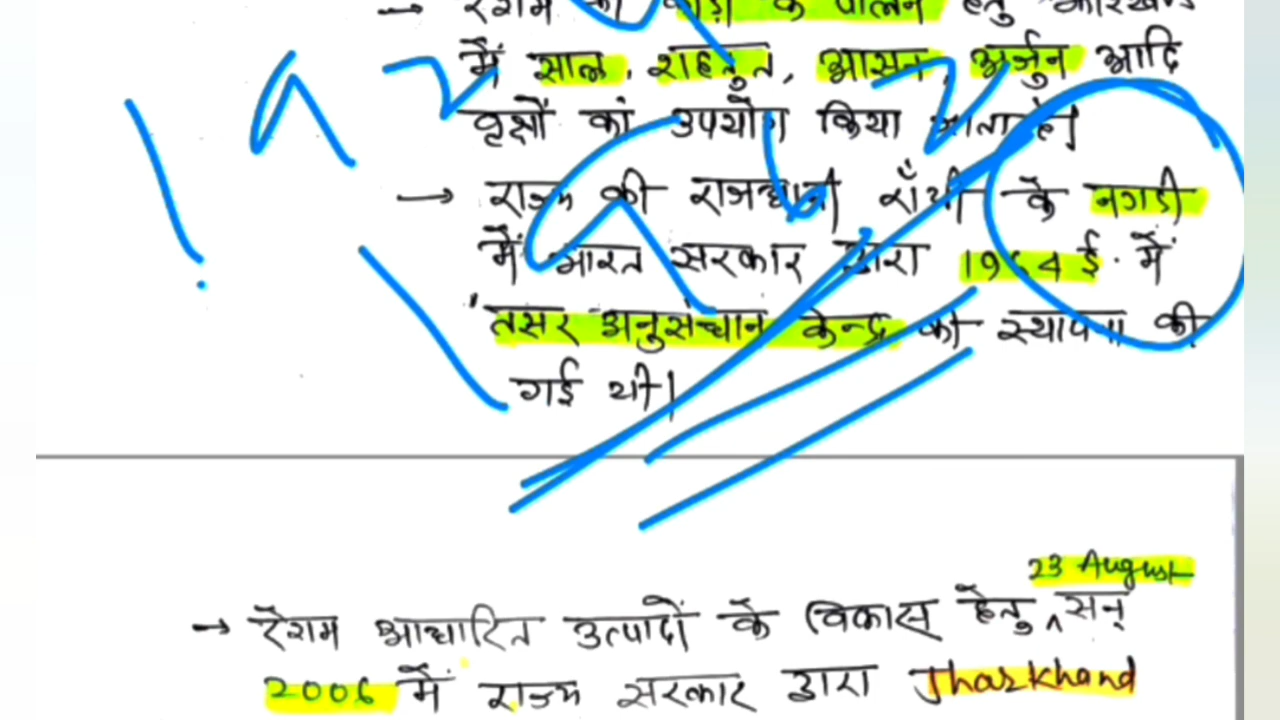 → रेशम की कीड़ों के पालन हेतु झारखण्ड
में साल, शहतूत, आसन, अर्जुन आदि
वृक्षों का उपयोग किया जाता है।
→ राज्य की राजधानी राँची के नगड़ी
में भारत सरकार द्वारा 1964 ई. में
'तसर अनुसंधान केन्द्र की स्थापना की
गई थी।
23 August
→ रेशम आधारित उत्पादों के विकास हेतु ^ सन्
2006 में राज्य सरकार द्वारा Jharkhand